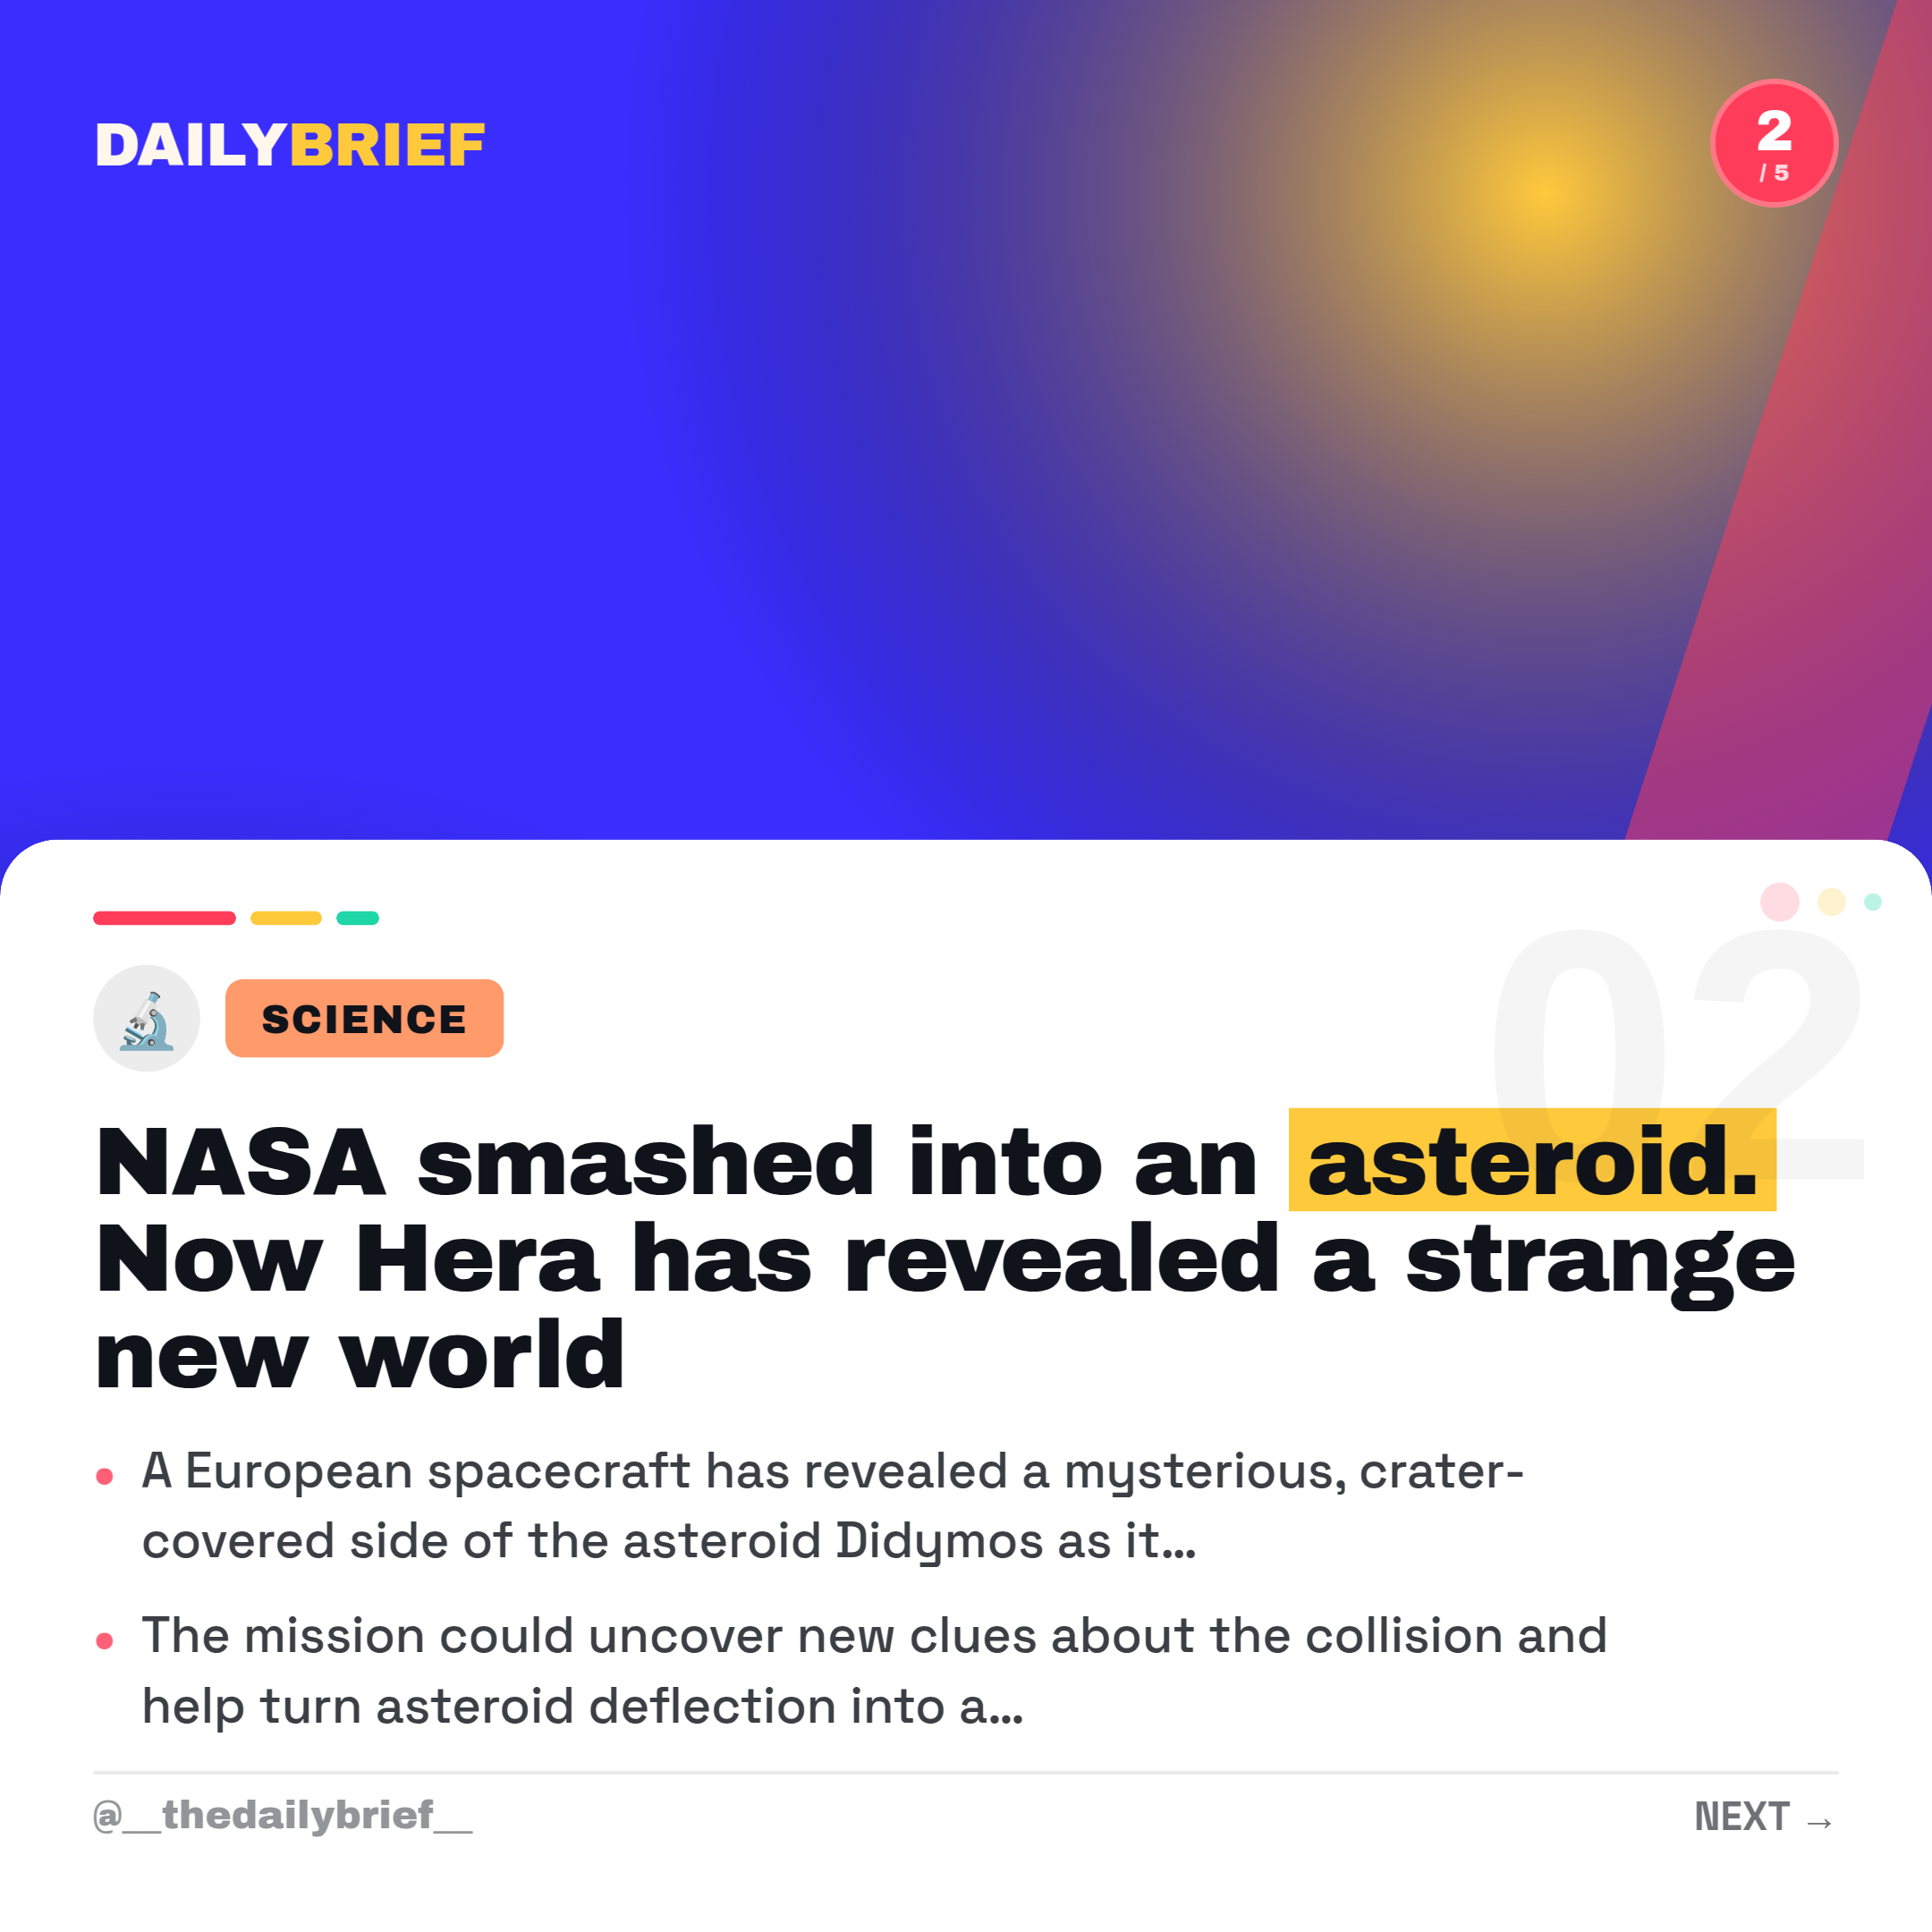 DAILYBRIEF
2
/ 5
02
SCIENCE
NASA smashed into an asteroid.
Now Hera has revealed a strange
new world
• A European spacecraft has revealed a mysterious, crater-
covered side of the asteroid Didymos as it...
• The mission could uncover new clues about the collision and
help turn asteroid deflection into a...
@__thedailybrief__
NEXT →